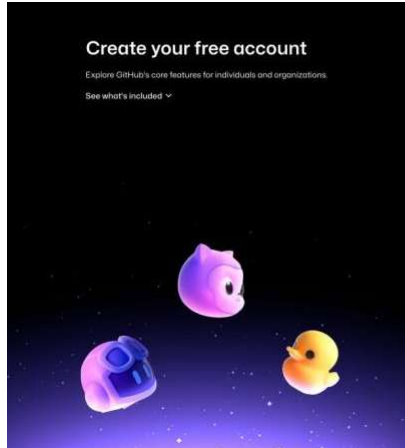 Create your free account
Explore GitHub's core features for individuals and organizations.
See what's included